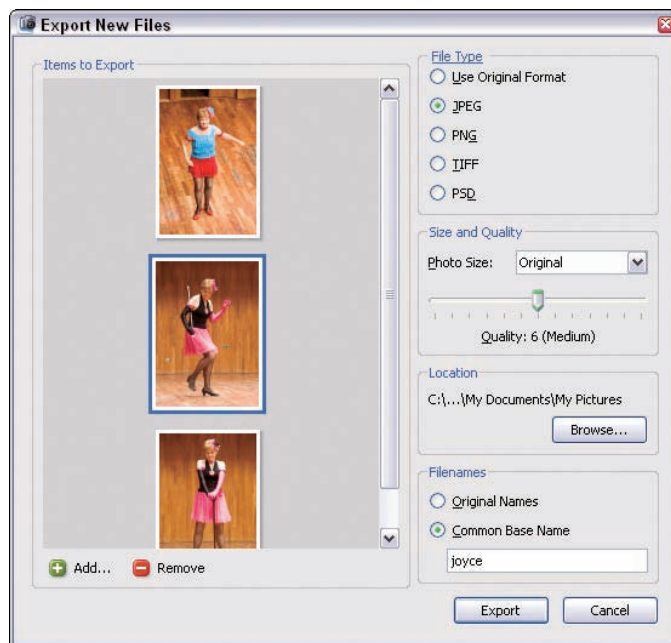 Export New Files
Items to Export
Add...
Remove
File Type
Use Original Format
JPEG
PNG
TIFF
PSD
Size and Quality
Photo Size: Original
Quality: 6 (Medium)
Location
C:\...\My Documents\My Pictures
Browse...
Filenames
Original Names
Common Base Name
joyce
Export
Cancel